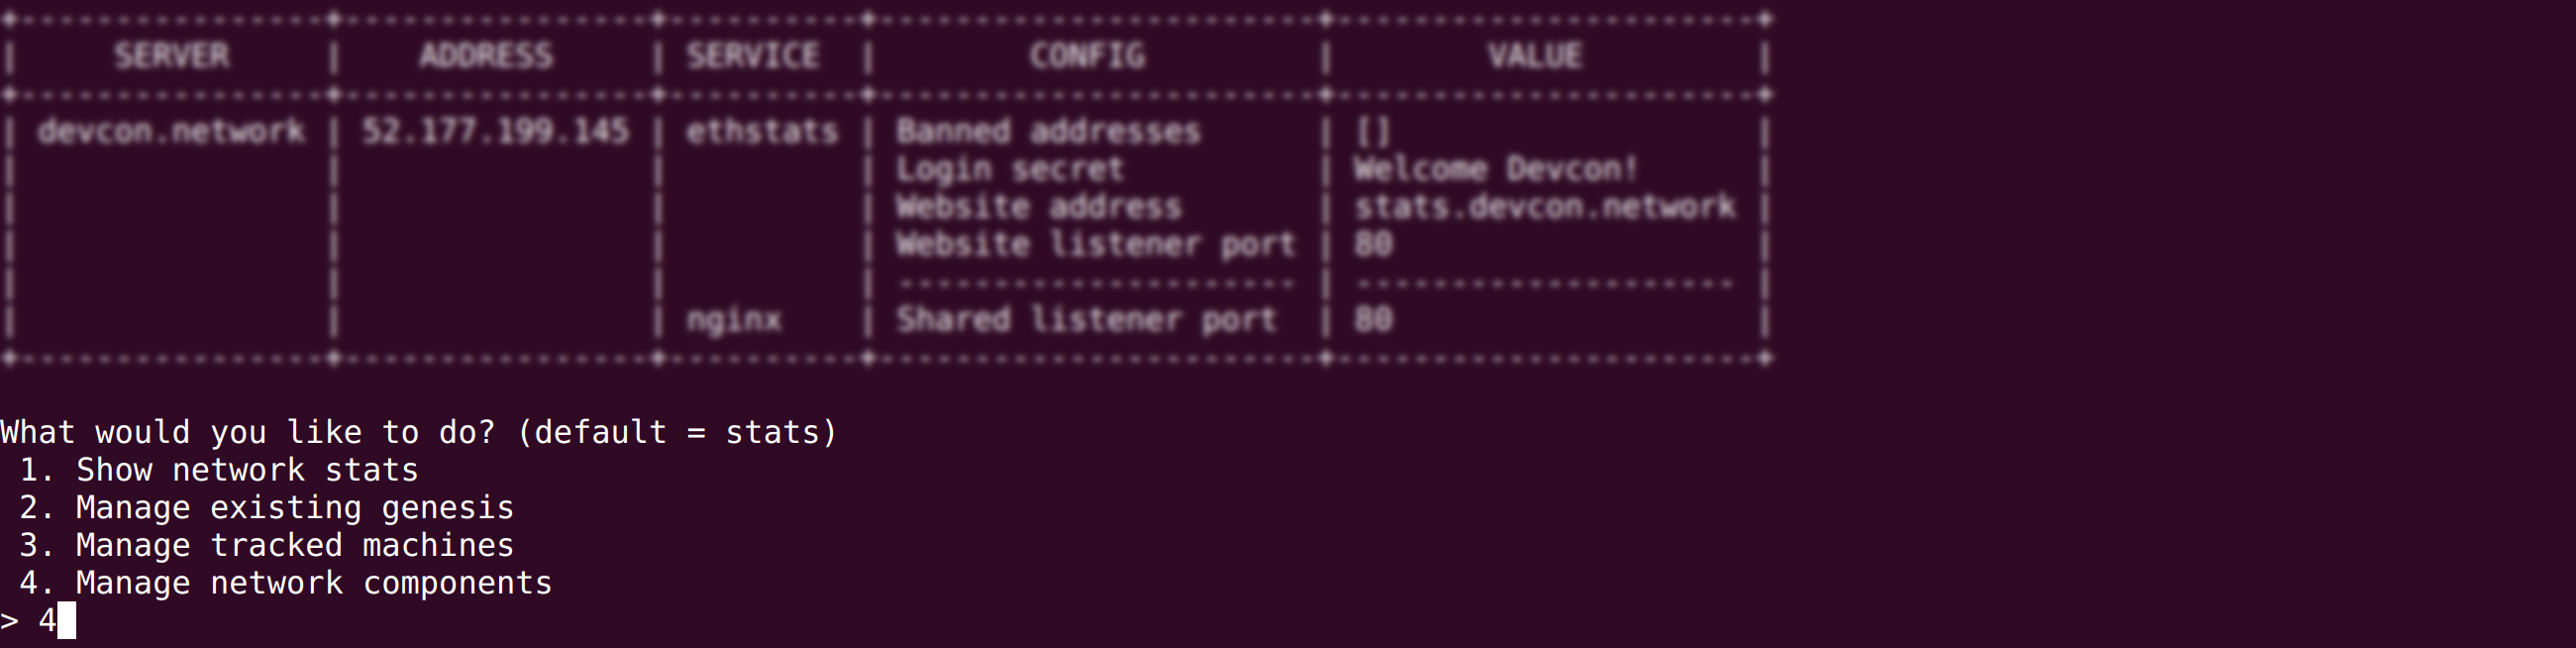 +----------------+----------------+----------+-----------------------+----------------------+
|     SERVER     |    ADDRESS     | SERVICE  |        CONFIG         |        VALUE         |
+----------------+----------------+----------+-----------------------+----------------------+
| devcon.network | 52.177.199.145 | ethstats | Banned addresses      | []                   |
|                |                |          | Login secret          | Welcome Devcon!      |
|                |                |          | Website address       | stats.devcon.network |
|                |                |          | Website listener port | 80                   |
|                |                |          | --------------------- | -------------------- |
|                |                | nginx    | Shared listener port  | 80                   |
+----------------+----------------+----------+-----------------------+----------------------+
What would you like to do? (default = stats)
 1. Show network stats
 2. Manage existing genesis
 3. Manage tracked machines
 4. Manage network components
> 4